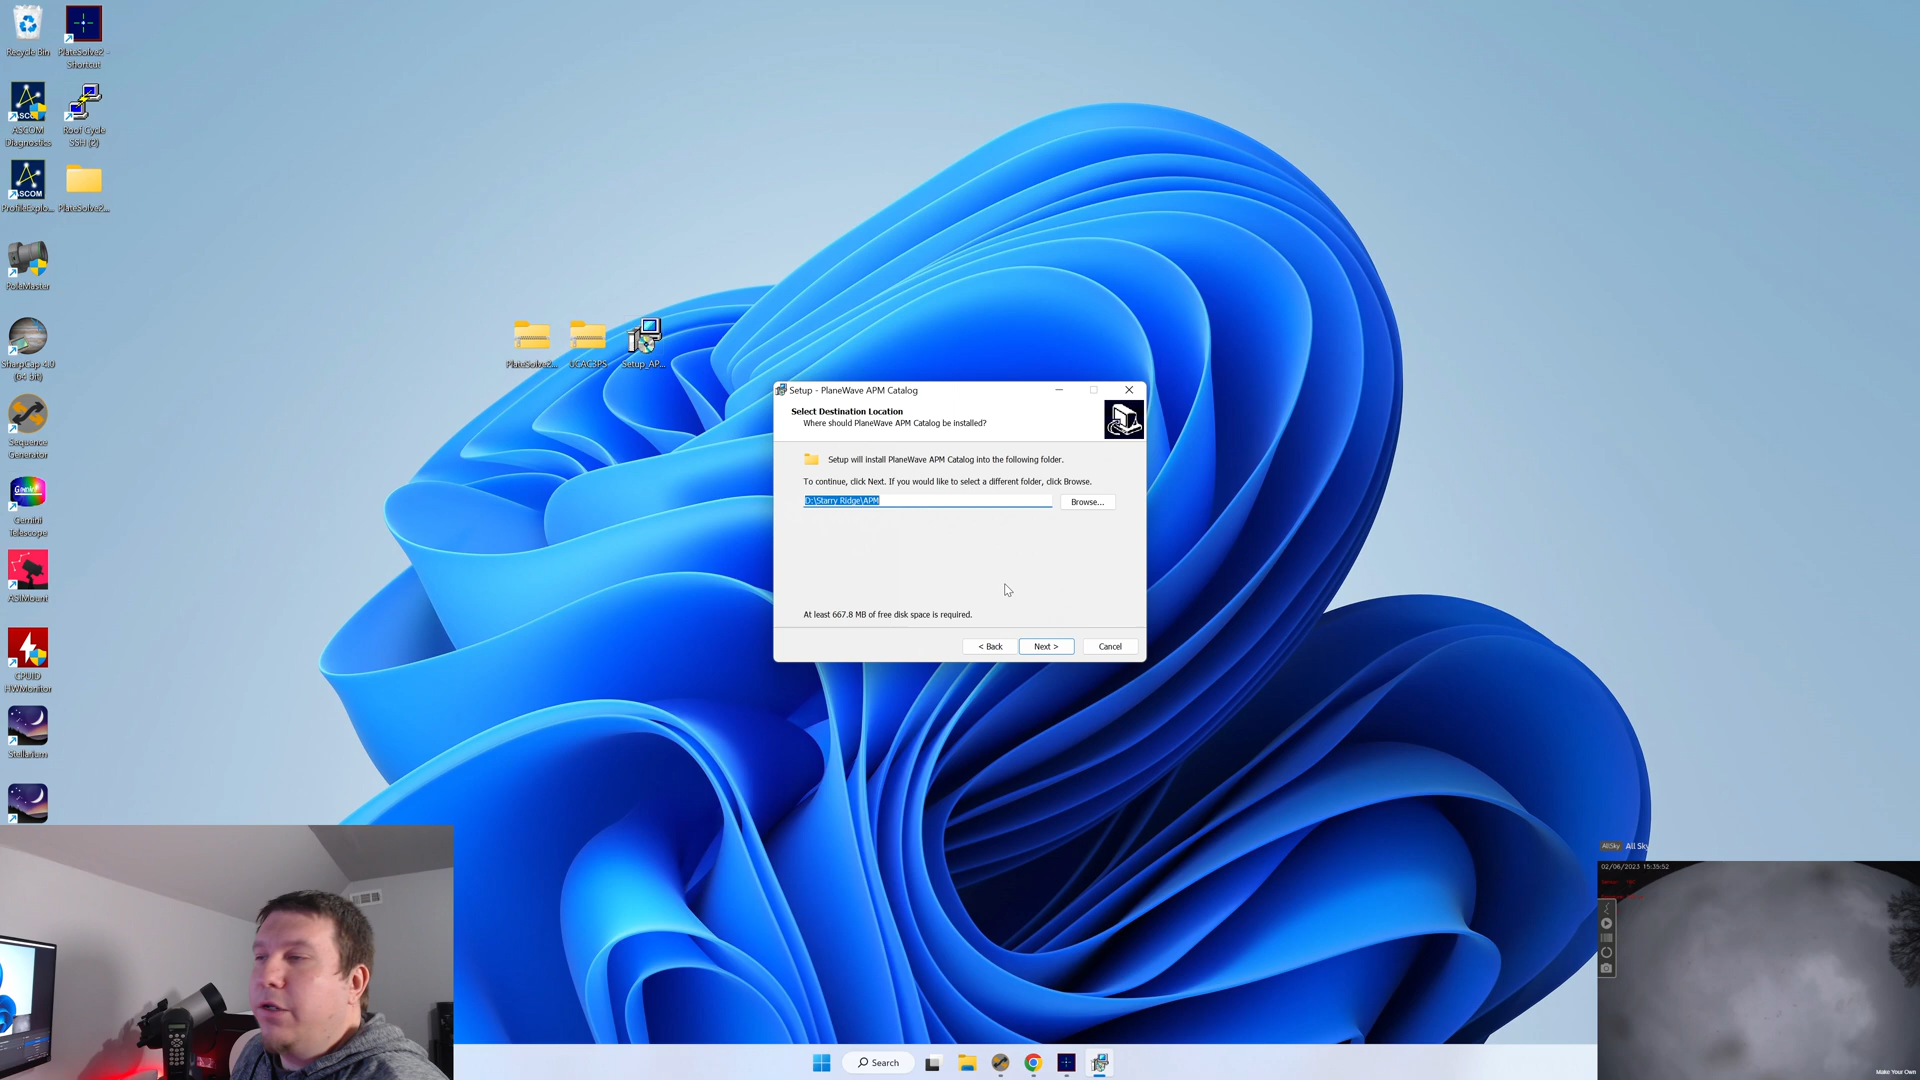 Recycle Bin
PlateSolve2 -
Shortcut
ASCOM
Diagnostics
Roof Cycle
SSH (2)
ASCOM
ProfileExplo...
PlateSolve2...
PoleMaster
SharpCap 4.0
(64 bit)
Sequence
Generator
Gemini
Telescope
ASIMount
CPUID
HWMonitor
Stellarium
PlateSolve2...
UCAC3PS
Setup_AP...
Setup - PlaneWave APM Catalog
Select Destination Location
Where should PlaneWave APM Catalog be installed?
Setup will install PlaneWave APM Catalog into the following folder.
To continue, click Next. If you would like to select a different folder, click Browse.
D:\Starry Ridge\APM
Browse...
At least 667.8 MB of free disk space is required.
< Back
Next >
Cancel
AllSky
All Sky
02/06/2023 15:35:52
Search
Make Your Own